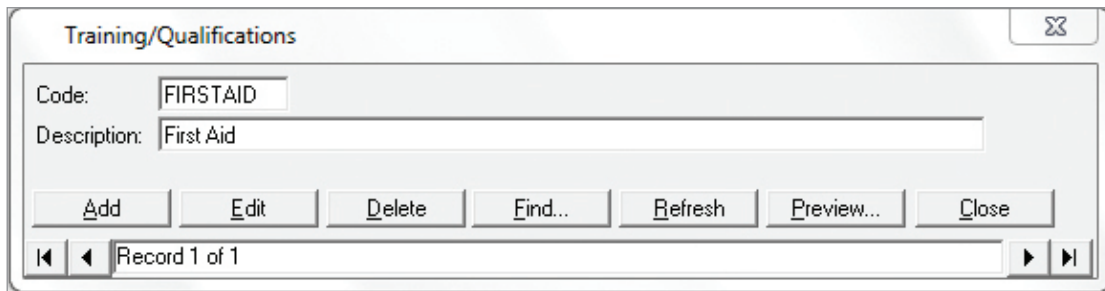 Training/Qualifications
Code: FIRSTAID
Description: First Aid
Add Edit Delete Find... Refresh Preview... Close
Record 1 of 1